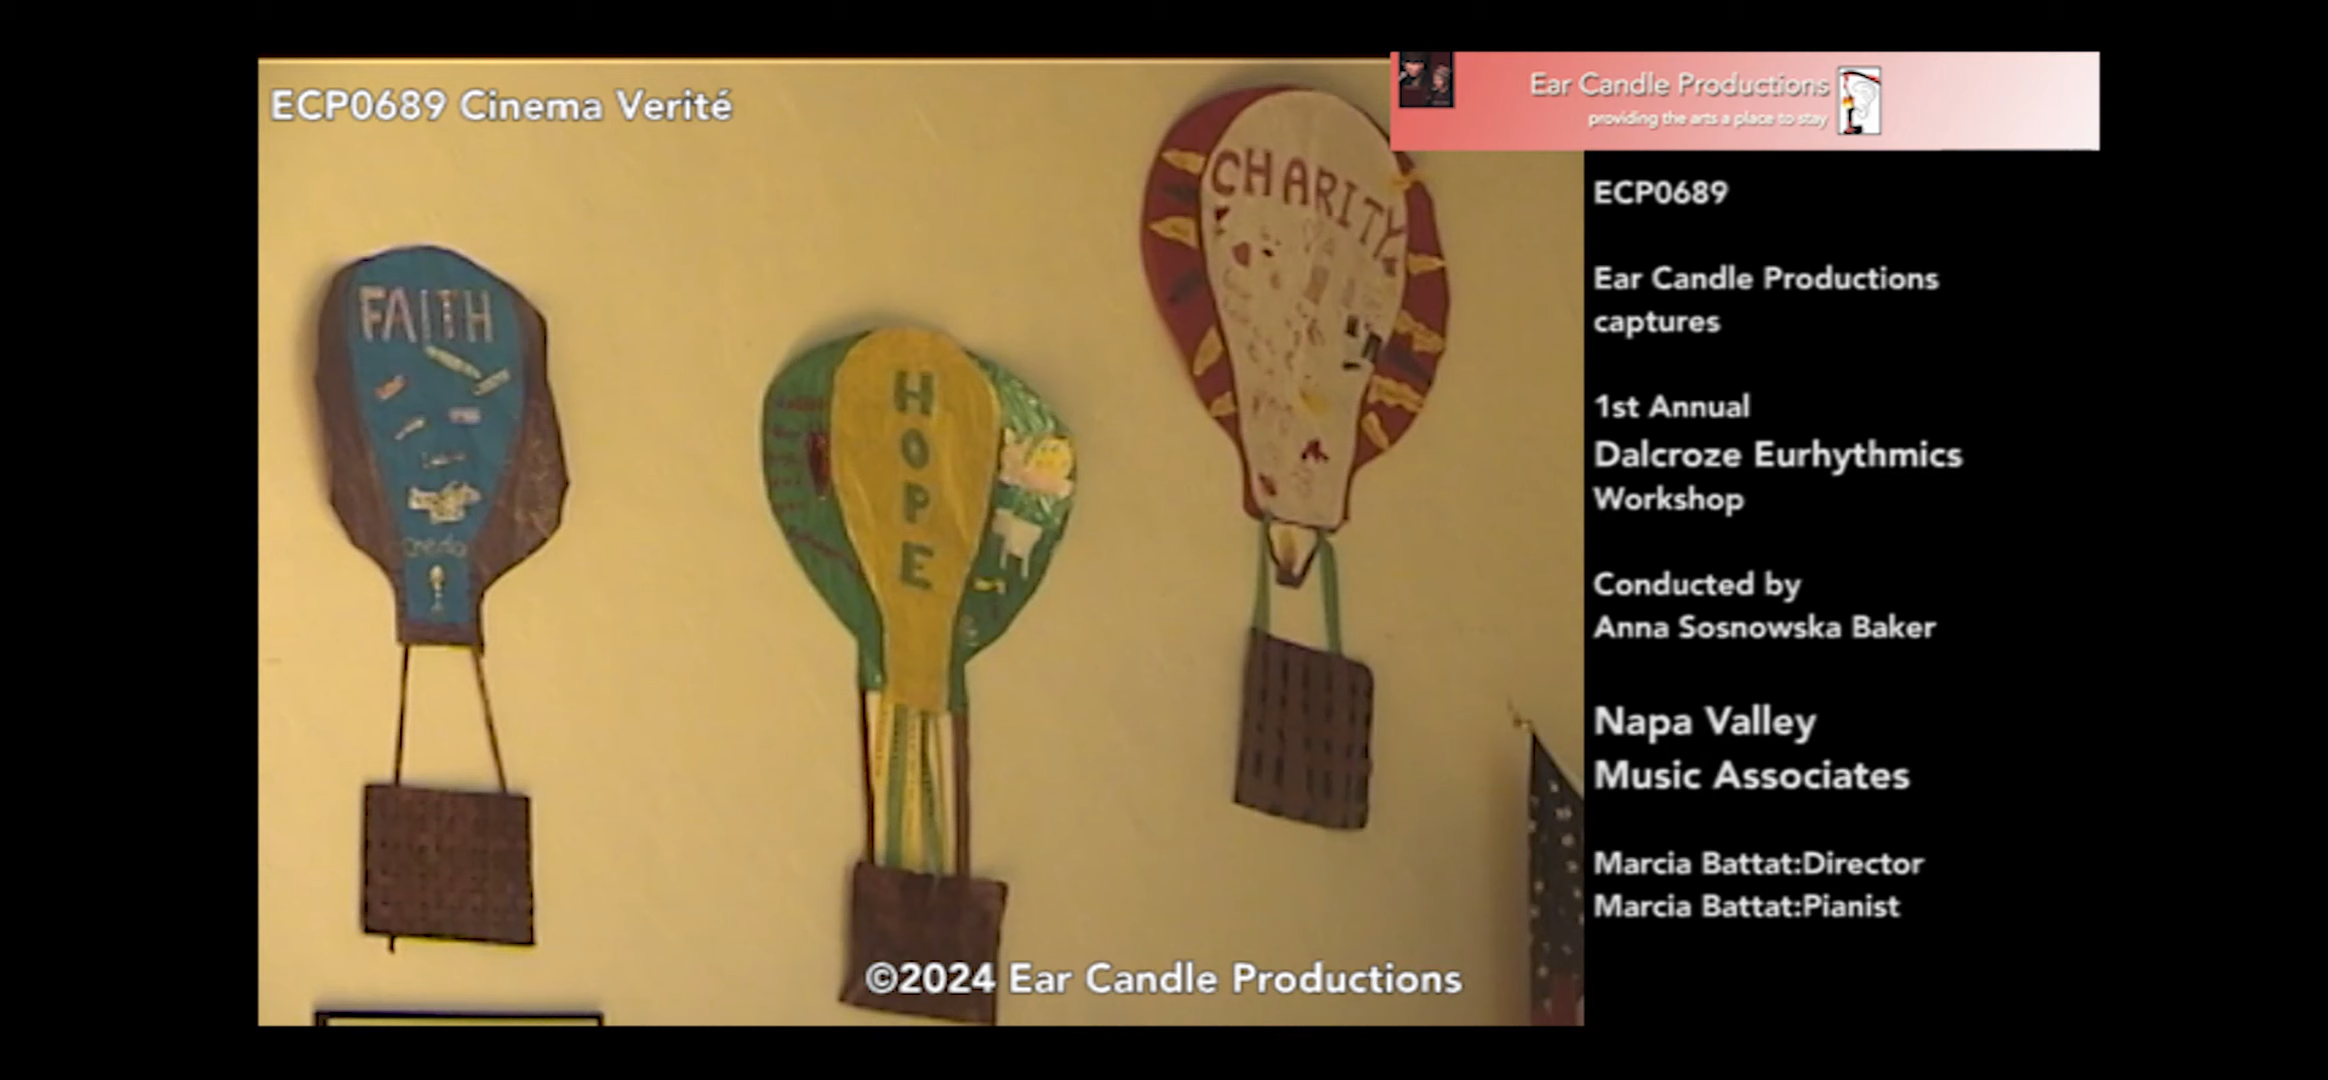 ECP0689 Cinema Verité
Ear Candle Productions
providing the arts a place to stay
CHARITY
FAITH
HOPE
©2024 Ear Candle Productions
ECP0689
Ear Candle Productions
captures
1st Annual
Dalcroze Eurhythmics
Workshop
Conducted by
Anna Sosnowska Baker
Napa Valley
Music Associates
Marcia Battat:Director
Marcia Battat:Pianist